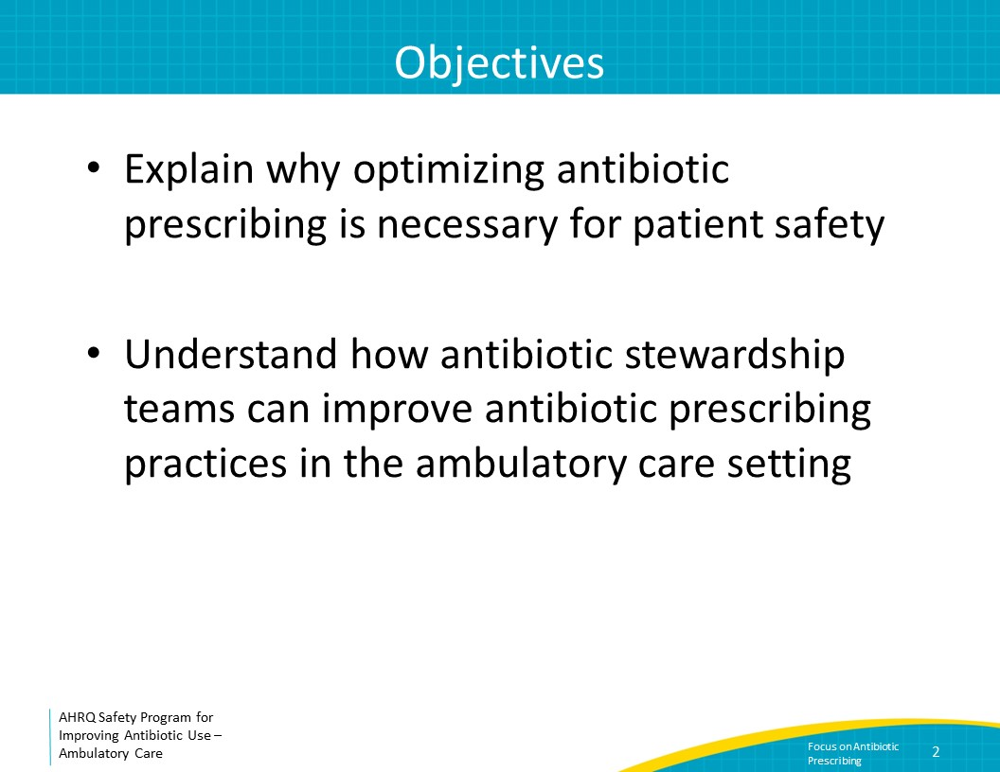 Objectives
• Explain why optimizing antibiotic
prescribing is necessary for patient safety
• Understand how antibiotic stewardship
teams can improve antibiotic prescribing
practices in the ambulatory care setting
AHRQ Safety Program for
Improving Antibiotic Use –
Ambulatory Care
Focus on Antibiotic
Prescribing
2